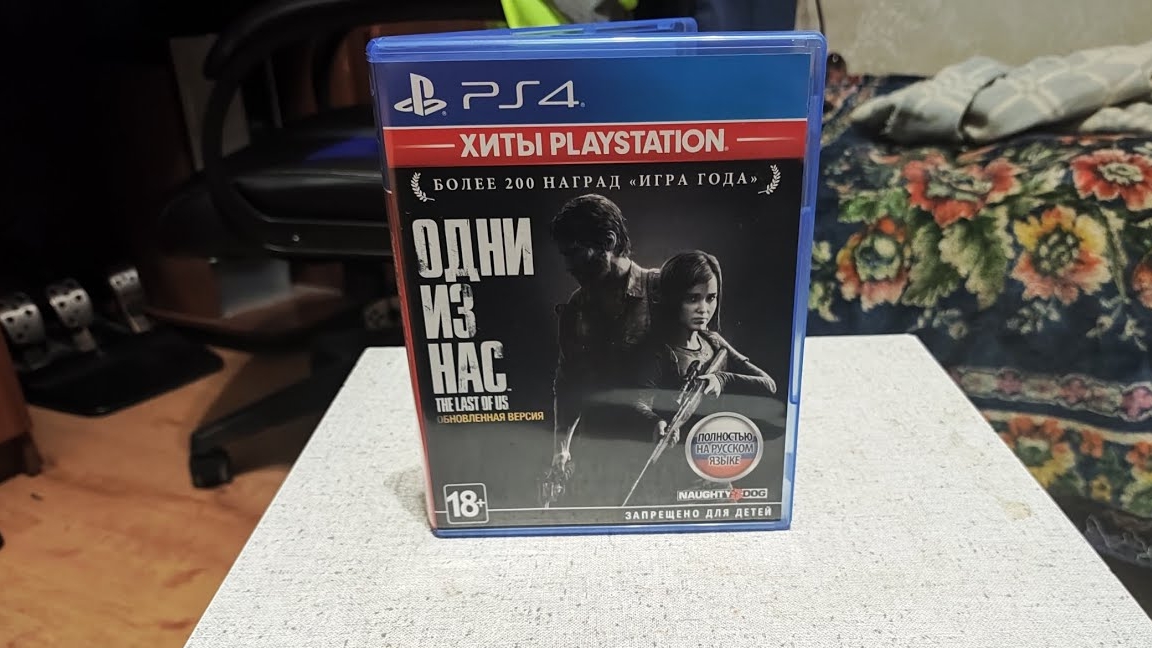 PS4
ХИТЫ PLAYSTATION
БОЛЕЕ 200 НАГРАД «ИГРА ГОДА»
ОДНИ
ИЗ
НАС
THE LAST OF US
ОБНОВЛЕННАЯ ВЕРСИЯ
ПОЛНОСТЬЮ
НА РУССКОМ
ЯЗЫКЕ
NAUGHTY DOG
18+
ЗАПРЕЩЕНО ДЛЯ ДЕТЕЙ